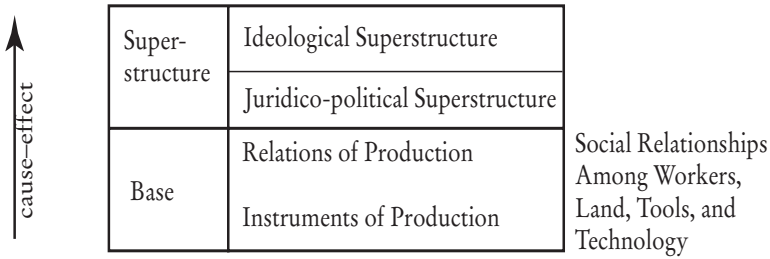 cause–effect
Super-
structure
Ideological Superstructure
Juridico-political Superstructure
Base
Relations of Production
Instruments of Production
Social Relationships
Among Workers,
Land, Tools, and
Technology